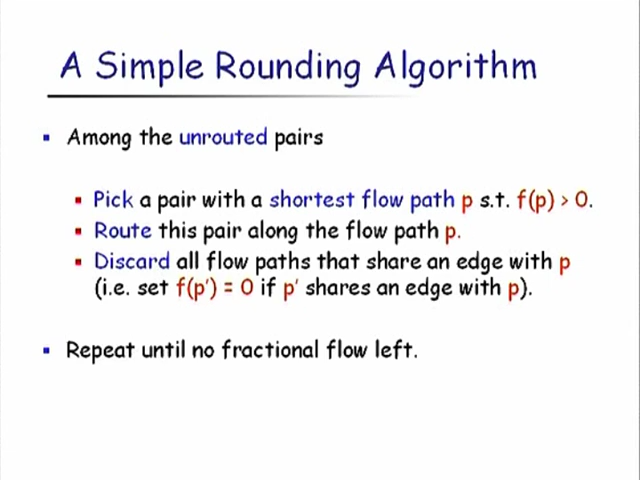 A Simple Rounding Algorithm
▪ Among the unrouted pairs
▪ Pick a pair with a shortest flow path p s.t. f(p) > 0.
▪ Route this pair along the flow path p.
▪ Discard all flow paths that share an edge with p
(i.e. set f(p') = 0 if p' shares an edge with p).
▪ Repeat until no fractional flow left.